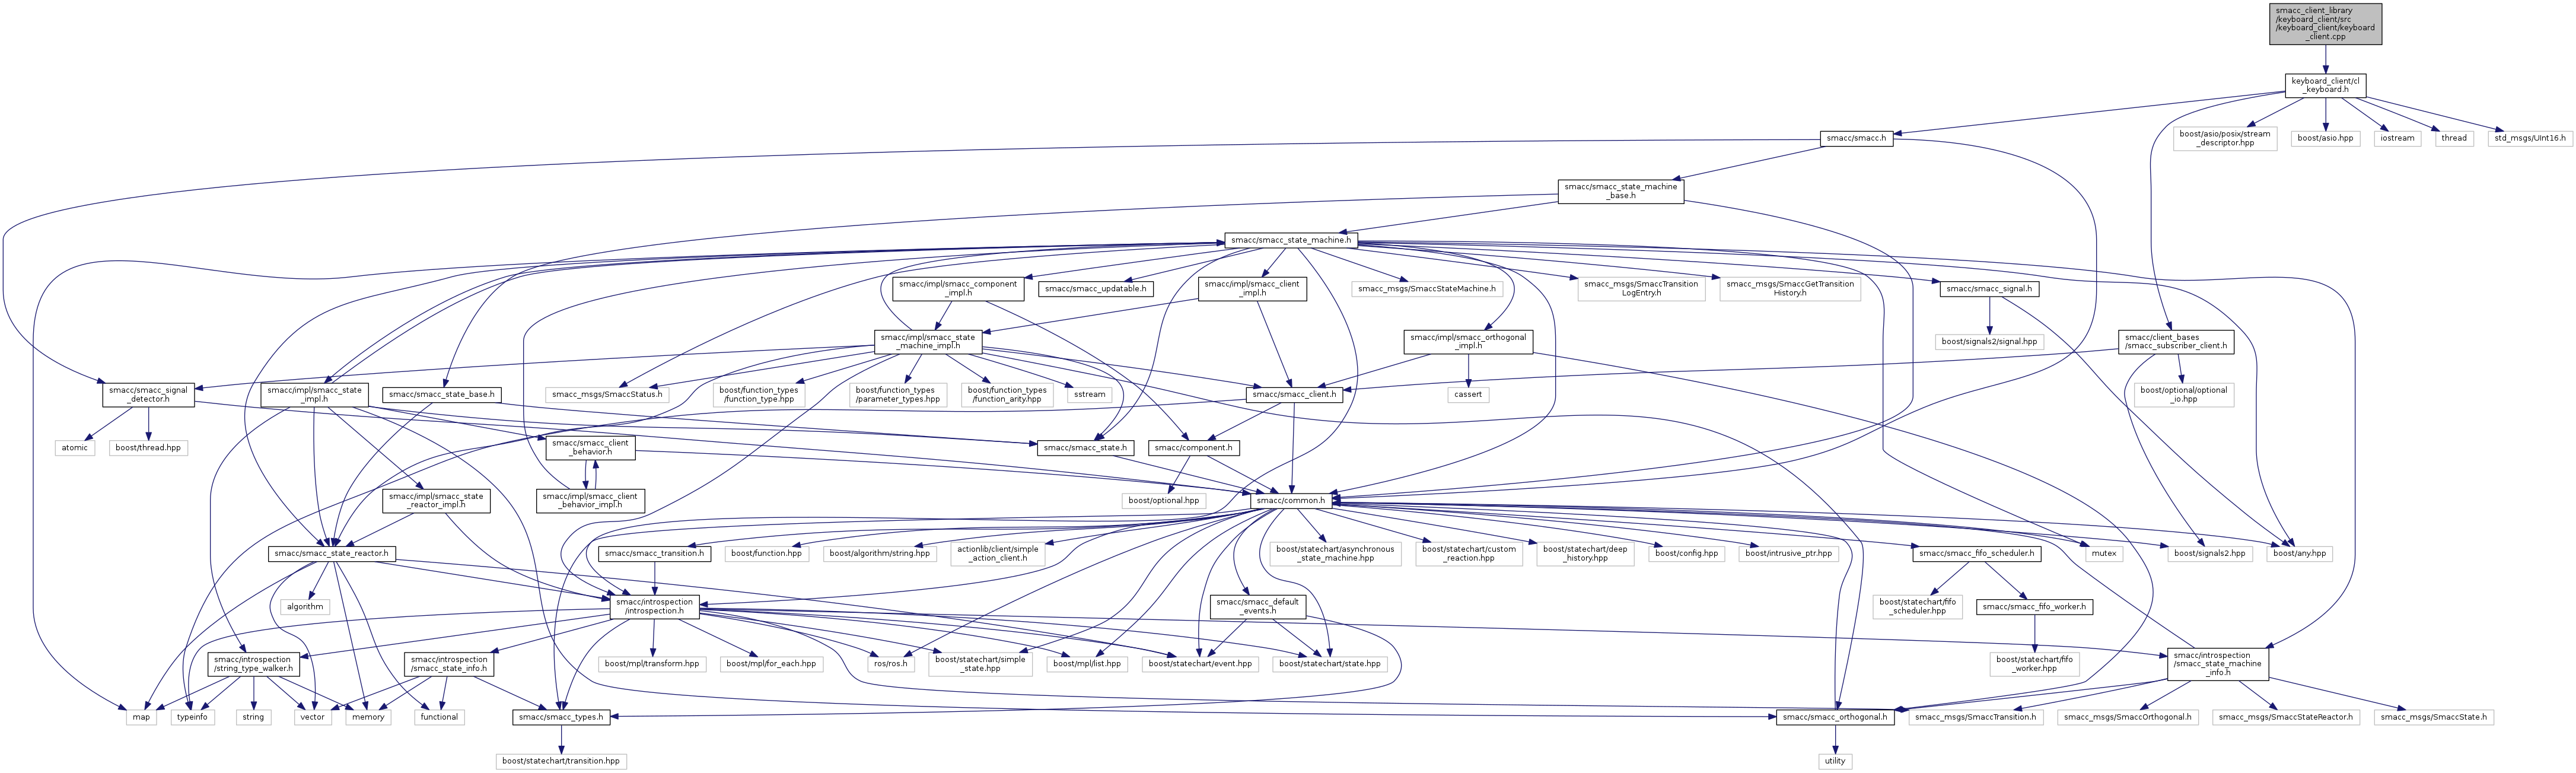 smacc_client_library
/keyboard_client/src
/keyboard_client/keyboard
_client.cpp
keyboard_client/cl
_keyboard.h
smacc/smacc.h
boost/asio/posix/stream
_descriptor.hpp
boost/asio.hpp
iostream
thread
std_msgs/UInt16.h
smacc/smacc_state_machine
_base.h
smacc/smacc_state_machine.h
smacc/impl/smacc_component
_impl.h
smacc/smacc_updatable.h
smacc/impl/smacc_client
_impl.h
smacc_msgs/SmaccStateMachine.h
smacc_msgs/SmaccTransition
LogEntry.h
smacc_msgs/SmaccGetTransition
History.h
smacc/smacc_signal.h
smacc/impl/smacc_state
_machine_impl.h
smacc/impl/smacc_orthogonal
_impl.h
boost/signals2/signal.hpp
smacc/client_bases
/smacc_subscriber_client.h
smacc/smacc_signal
_detector.h
smacc/impl/smacc_state
_impl.h
smacc/smacc_state_base.h
smacc_msgs/SmaccStatus.h
boost/function_types
/function_type.hpp
boost/function_types
/parameter_types.hpp
boost/function_types
/function_arity.hpp
sstream
smacc/smacc_client.h
cassert
boost/optional/optional
_io.hpp
atomic
boost/thread.hpp
smacc/smacc_client
_behavior.h
smacc/smacc_state.h
smacc/component.h
smacc/impl/smacc_state
_reactor_impl.h
smacc/impl/smacc_client
_behavior_impl.h
boost/optional.hpp
smacc/common.h
smacc/smacc_state_reactor.h
smacc/smacc_transition.h
boost/function.hpp
boost/algorithm/string.hpp
actionlib/client/simple
_action_client.h
boost/statechart/asynchronous
_state_machine.hpp
boost/statechart/custom
_reaction.hpp
boost/statechart/deep
_history.hpp
boost/config.hpp
boost/intrusive_ptr.hpp
smacc/smacc_fifo_scheduler.h
mutex
boost/signals2.hpp
boost/any.hpp
algorithm
smacc/introspection
/introspection.h
smacc/smacc_default
_events.h
boost/statechart/fifo
_scheduler.hpp
smacc/smacc_fifo_worker.h
smacc/introspection
/string_type_walker.h
smacc/introspection
/smacc_state_info.h
boost/mpl/transform.hpp
boost/mpl/for_each.hpp
ros/ros.h
boost/statechart/simple
_state.hpp
boost/mpl/list.hpp
boost/statechart/event.hpp
boost/statechart/state.hpp
boost/statechart/fifo
_worker.hpp
smacc/introspection
/smacc_state_machine
_info.h
map
typeinfo
string
vector
memory
functional
smacc/smacc_types.h
smacc/smacc_orthogonal.h
smacc_msgs/SmaccTransition.h
smacc_msgs/SmaccOrthogonal.h
smacc_msgs/SmaccStateReactor.h
smacc_msgs/SmaccState.h
boost/statechart/transition.hpp
utility